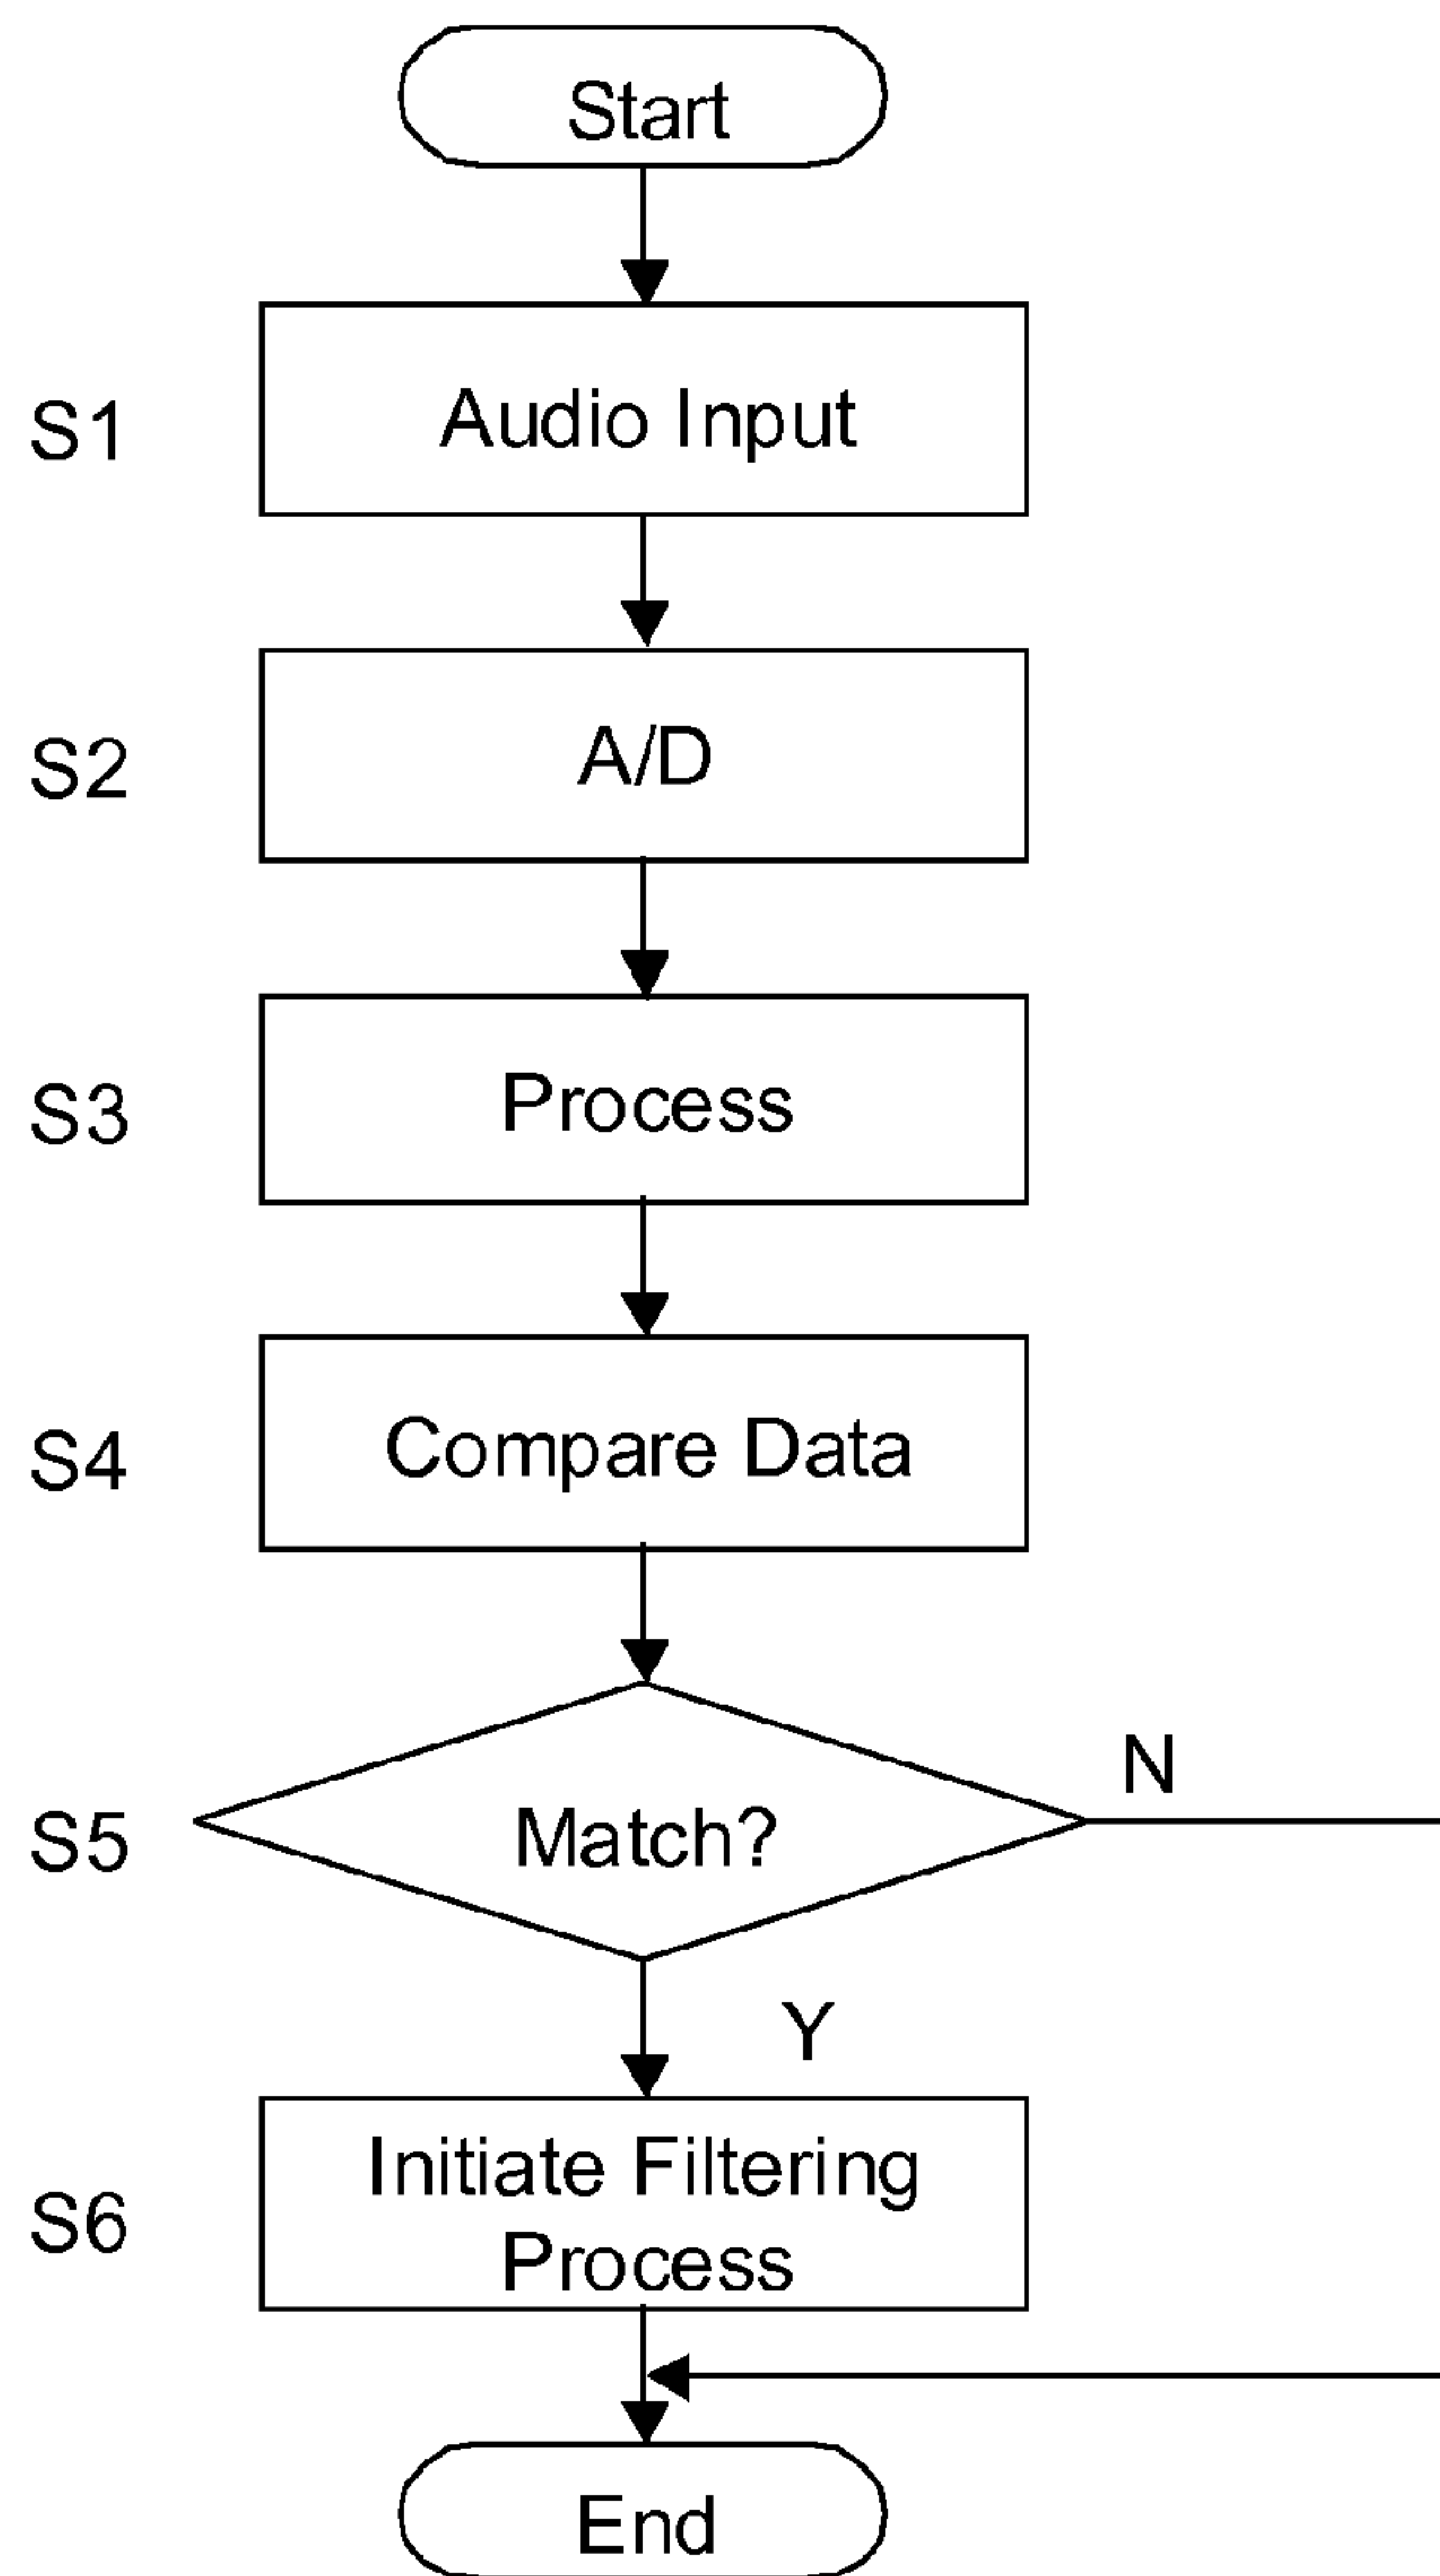 Start
S1
Audio Input
S2
A/D
S3
Process
S4
Compare Data
S5
Match?
N
Y
S6
Initiate Filtering
Process
End